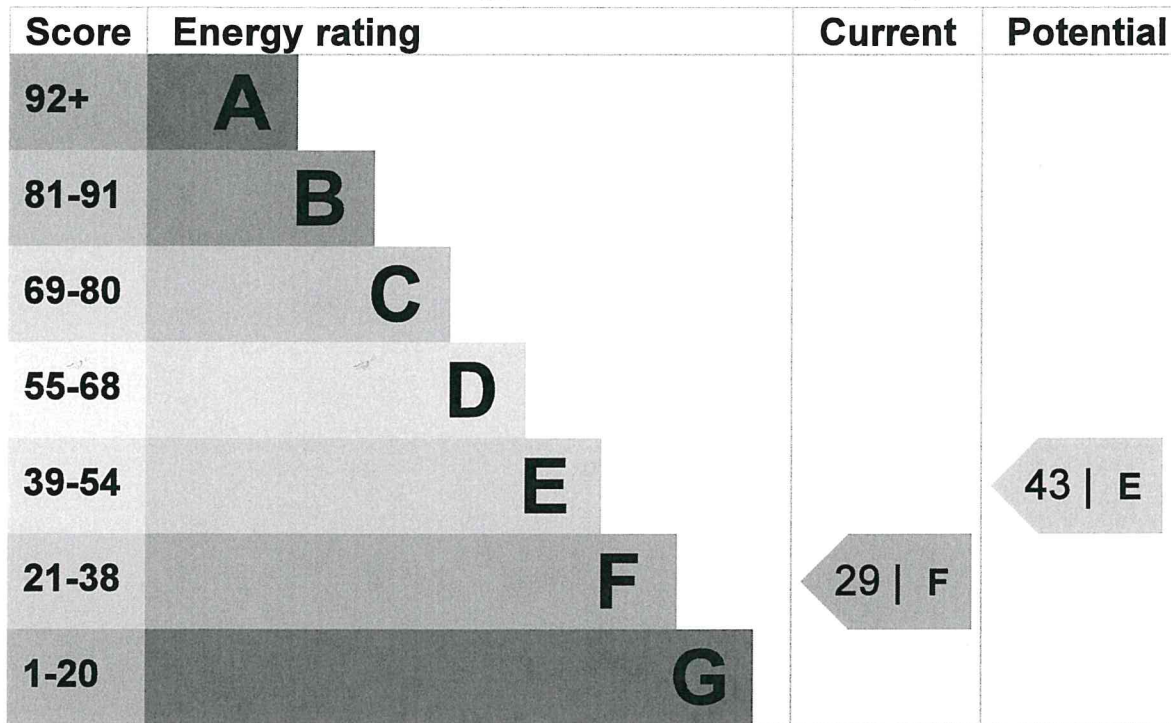 Score Energy rating Current Potential
92+ A
81-91 B
69-80 C
55-68 D
39-54 E 43 | E
21-38 F 29 | F
1-20 G